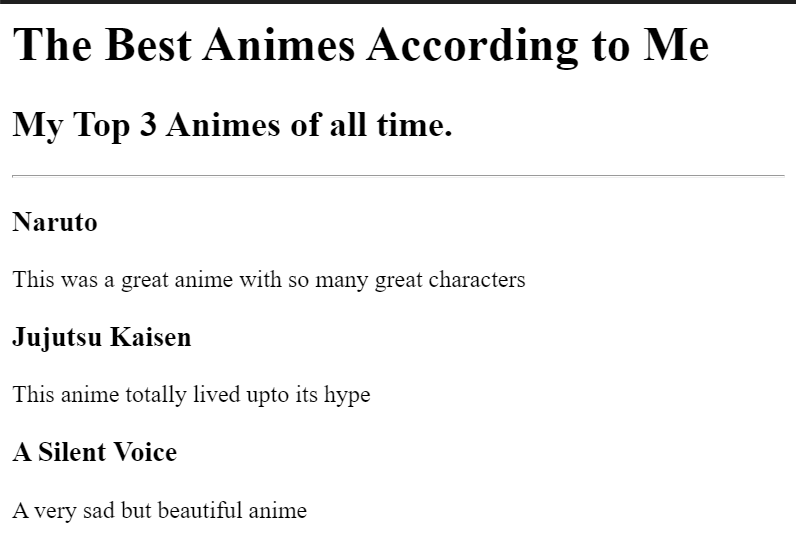 The Best Animes According to Me
My Top 3 Animes of all time.
Naruto
This was a great anime with so many great characters
Jujutsu Kaisen
This anime totally lived upto its hype
A Silent Voice
A very sad but beautiful anime